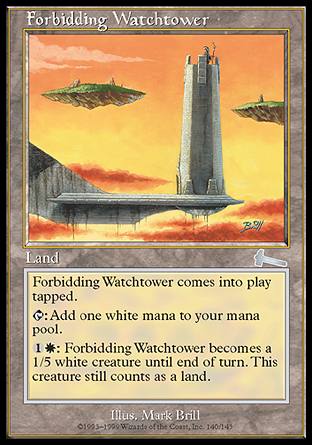 Forbidding Watchtower
Brill
Land
Forbidding Watchtower comes into play
tapped.
: Add one white mana to your mana
pool.
1 : Forbidding Watchtower becomes a
1/5 white creature until end of turn. This
creature still counts as a land.
Illus. Mark Brill
©1993–1999 Wizards of the Coast, Inc. 140/143